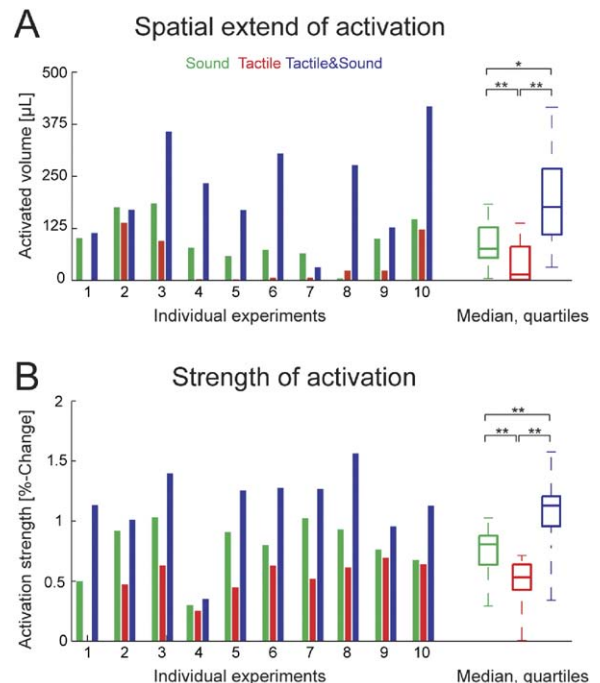 A
Spatial extend of activation
Sound Tactile Tactile&Sound
Activated volume [µL]
500
375
250
125
0
1 2 3 4 5 6 7 8 9 10
Individual experiments
*
** **
Median, quartiles
B
Strength of activation
Activation strength [%-Change]
2
1.5
1
0.5
0
1 2 3 4 5 6 7 8 9 10
Individual experiments
**
** **
Median, quartiles